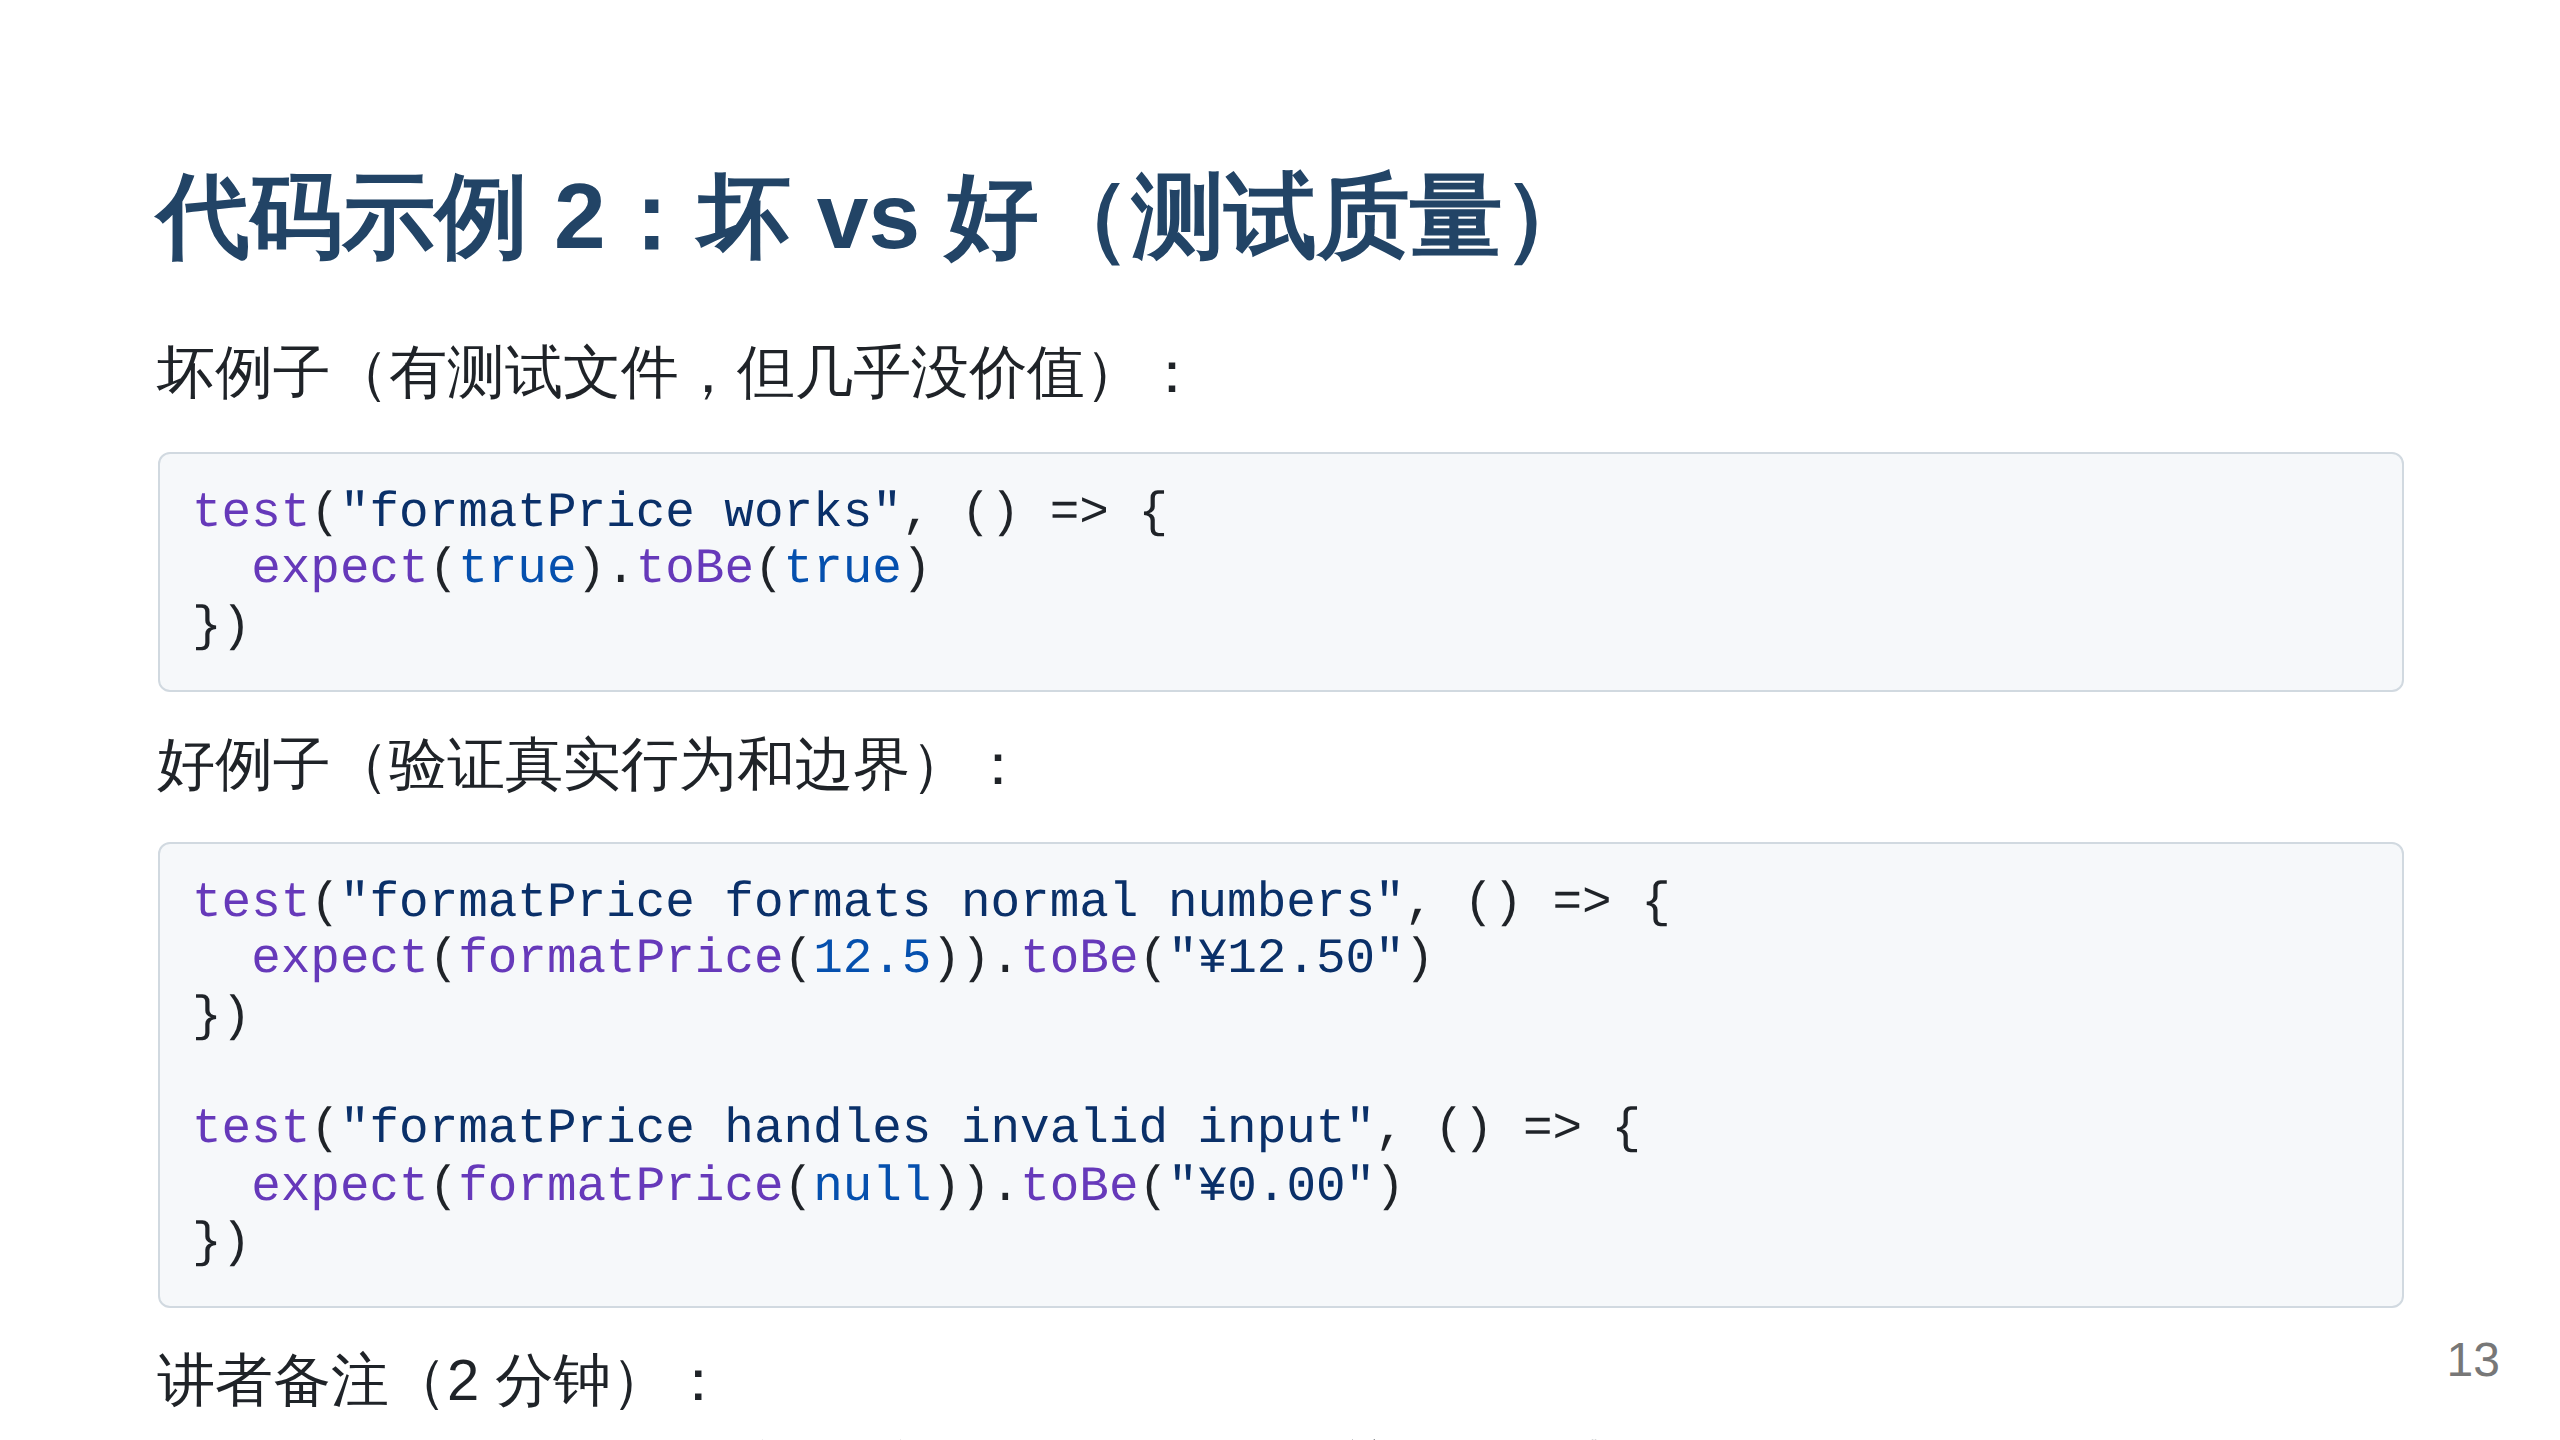 代码示例 2：坏 vs 好（测试质量）
坏例子（有测试文件，但几乎没价值）：
test("formatPrice works", () => {
  expect(true).toBe(true)
})
好例子（验证真实行为和边界）：
test("formatPrice formats normal numbers", () => {
  expect(formatPrice(12.5)).toBe("¥12.50")
})

test("formatPrice handles invalid input", () => {
  expect(formatPrice(null)).toBe("¥0.00")
})
讲者备注（2 分钟）：
13